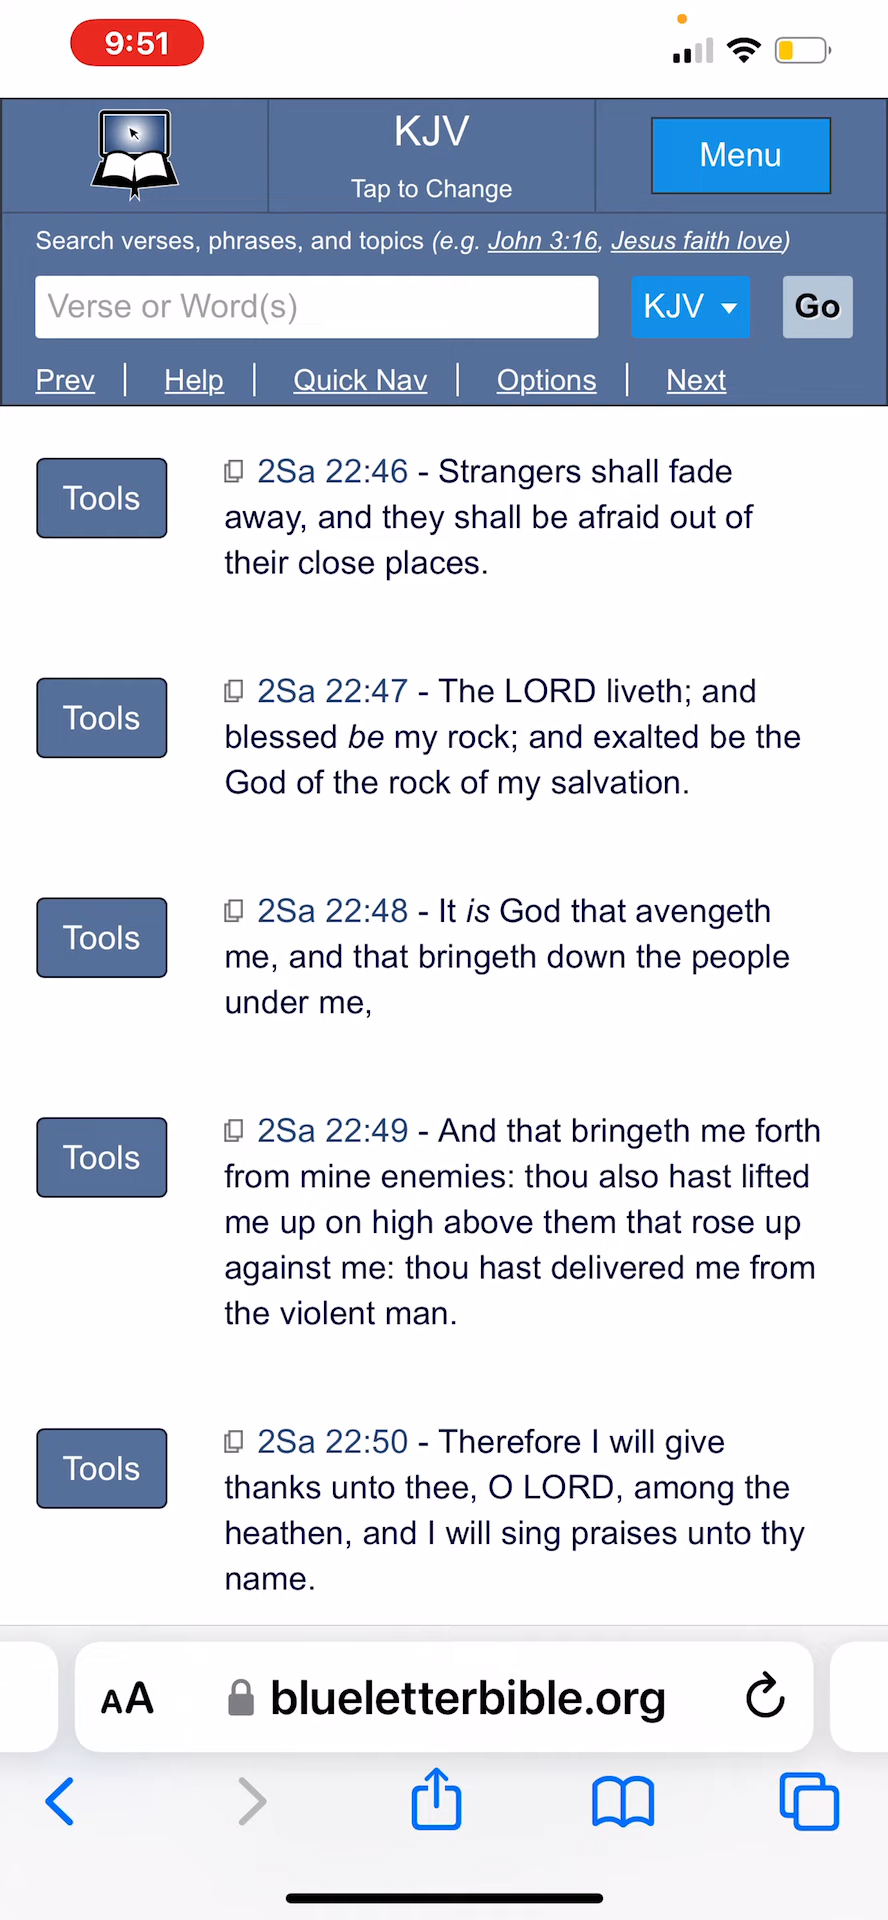 9:51
KJV
Tap to Change
Menu
Search verses, phrases, and topics (e.g. John 3:16, Jesus faith love)
Verse or Word(s)
KJV
Go
Prev | Help | Quick Nav | Options | Next
Tools
2Sa 22:46 - Strangers shall fade
away, and they shall be afraid out of
their close places.
Tools
2Sa 22:47 - The LORD liveth; and
blessed be my rock; and exalted be the
God of the rock of my salvation.
Tools
2Sa 22:48 - It is God that avengeth
me, and that bringeth down the people
under me,
Tools
2Sa 22:49 - And that bringeth me forth
from mine enemies: thou also hast lifted
me up on high above them that rose up
against me: thou hast delivered me from
the violent man.
Tools
2Sa 22:50 - Therefore I will give
thanks unto thee, O LORD, among the
heathen, and I will sing praises unto thy
name.
AA
blueletterbible.org